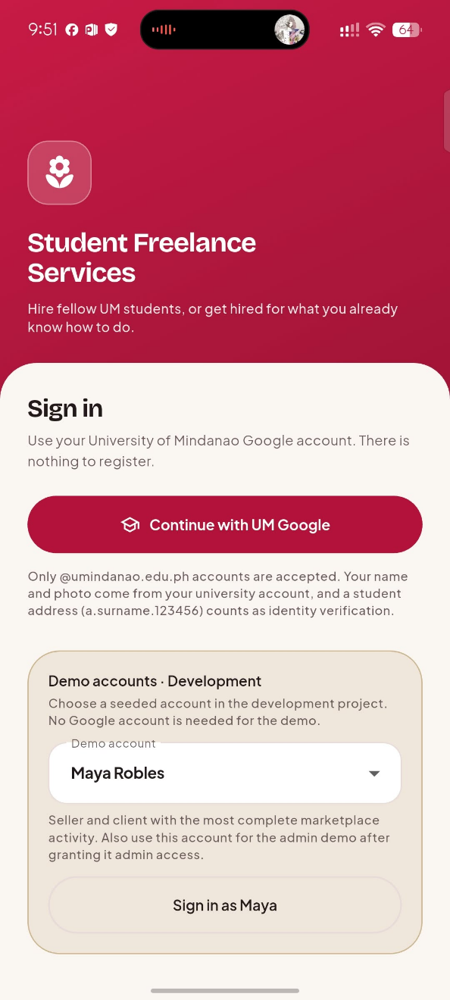 9:51
64
Student Freelance
Services
Hire fellow UM students, or get hired for what you already
know how to do.
Sign in
Use your University of Mindanao Google account. There is
nothing to register.
Continue with UM Google
Only @umindanao.edu.ph accounts are accepted. Your name
and photo come from your university account, and a student
address (a.surname.123456) counts as identity verification.
Demo accounts · Development
Choose a seeded account in the development project.
No Google account is needed for the demo.
Demo account
Maya Robles
Seller and client with the most complete marketplace
activity. Also use this account for the admin demo after
granting it admin access.
Sign in as Maya